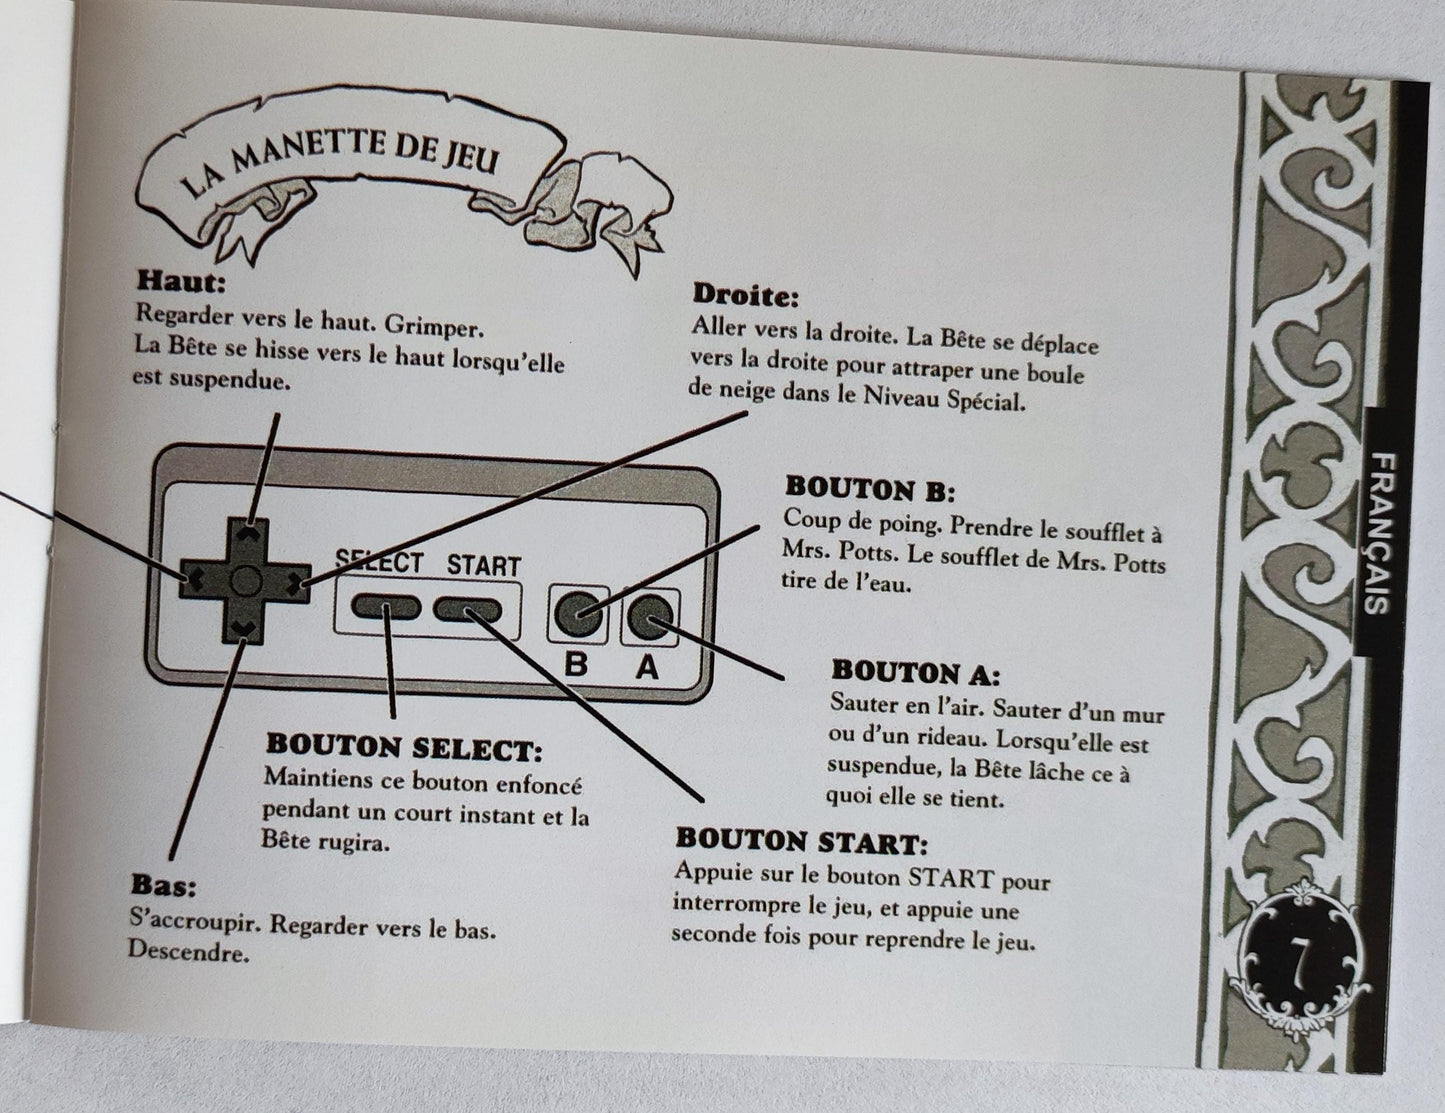 LA MANETTE DE JEU
Haut:
Regarder vers le haut. Grimper.
La Bête se hisse vers le haut lorsqu'elle
est suspendue.
Droite:
Aller vers la droite. La Bête se déplace
vers la droite pour attraper une boule
de neige dans le Niveau Spécial.
SELECT START
B A
BOUTON B:
Coup de poing. Prendre le soufflet à
Mrs. Potts. Le soufflet de Mrs. Potts
tire de l'eau.
BOUTON A:
Sauter en l'air. Sauter d'un mur
ou d'un rideau. Lorsqu'elle est
suspendue, la Bête lâche ce à
quoi elle se tient.
BOUTON SELECT:
Maintiens ce bouton enfoncé
pendant un court instant et la
Bête rugira.
BOUTON START:
Appuie sur le bouton START pour
interrompre le jeu, et appuie une
seconde fois pour reprendre le jeu.
Bas:
S'accroupir. Regarder vers le bas.
Descendre.
FRANÇAIS
7